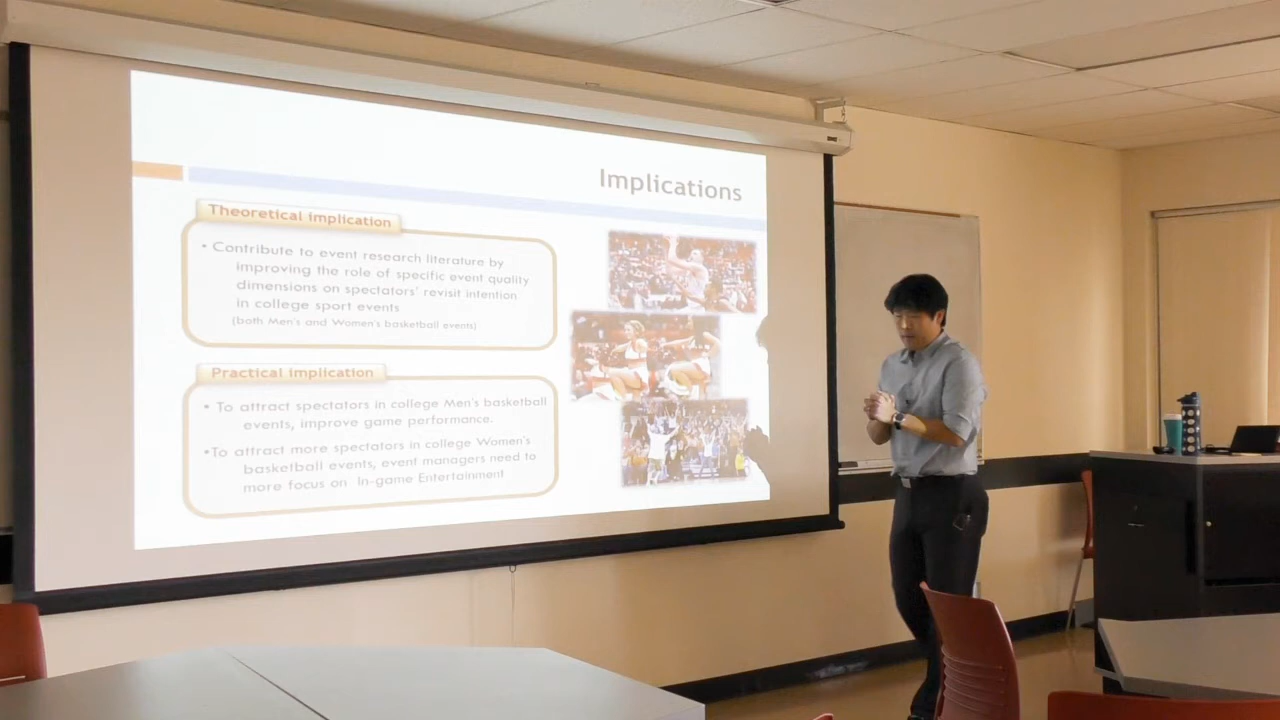 Implications
Theoretical implication
• Contribute to event research literature by
improving the role of specific event quality
dimensions on spectators' revisit intention
in college sport events
(both Men's and Women's basketball events)
Practical implication
• To attract spectators in college Men's basketball
events, improve game performance.
•To attract more spectators in college Women's
basketball events, event managers need to
more focus on In-game Entertainment